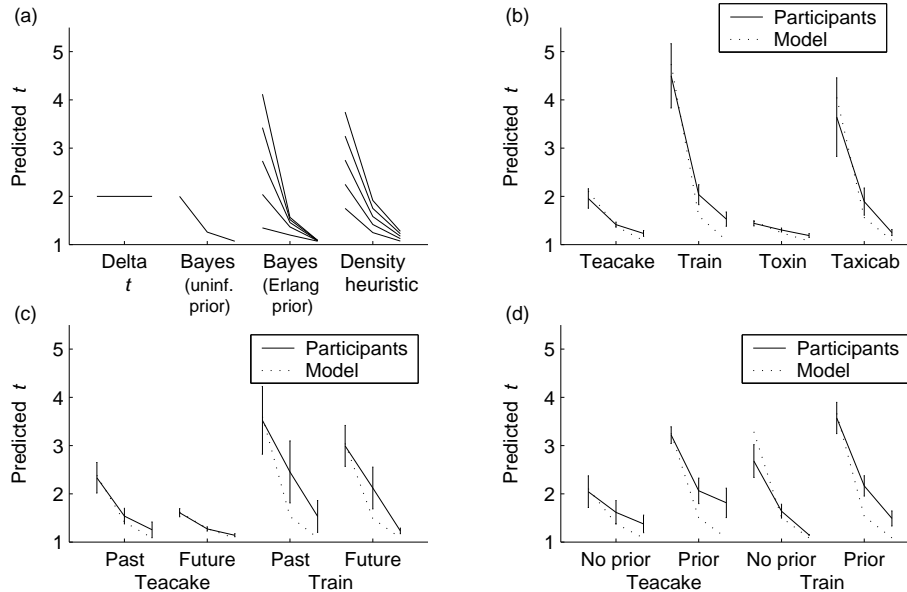 (a)
Predicted t
5
4
3
2
1
Delta t
Bayes (uninf. prior)
Bayes (Erlang prior)
Density heuristic
(b)
Participants
Model
Predicted t
5
4
3
2
1
Teacake Train Toxin Taxicab
(c)
Participants
Model
Predicted t
5
4
3
2
1
Past Future Past Future
Teacake Train
(d)
Participants
Model
Predicted t
5
4
3
2
1
No prior Prior No prior Prior
Teacake Train